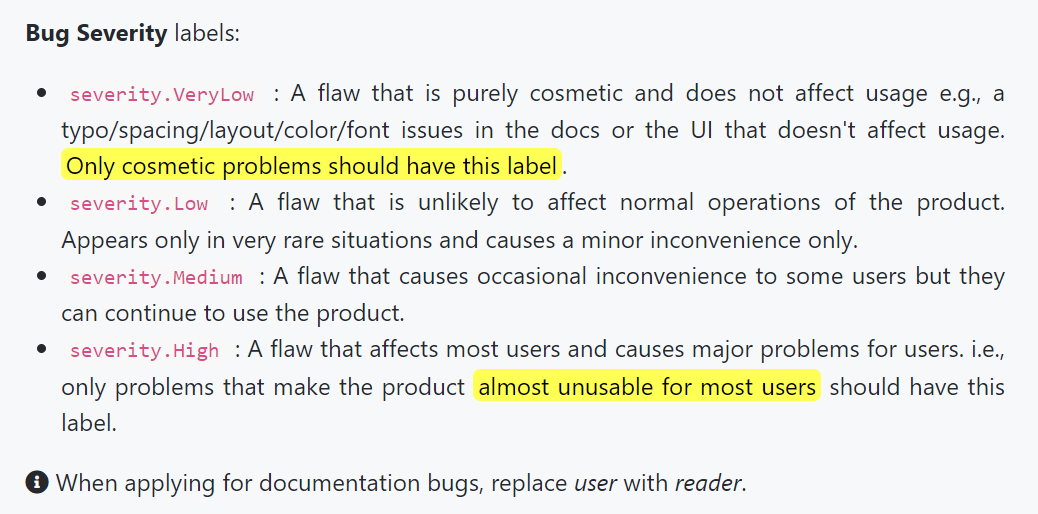 Bug Severity labels:
severity.VeryLow : A flaw that is purely cosmetic and does not affect usage e.g., a
typo/spacing/layout/color/font issues in the docs or the UI that doesn't affect usage.
Only cosmetic problems should have this label.
severity.Low : A flaw that is unlikely to affect normal operations of the product.
Appears only in very rare situations and causes a minor inconvenience only.
severity.Medium : A flaw that causes occasional inconvenience to some users but they
can continue to use the product.
severity.High : A flaw that affects most users and causes major problems for users. i.e.,
only problems that make the product almost unusable for most users should have this
label.
When applying for documentation bugs, replace user with reader.